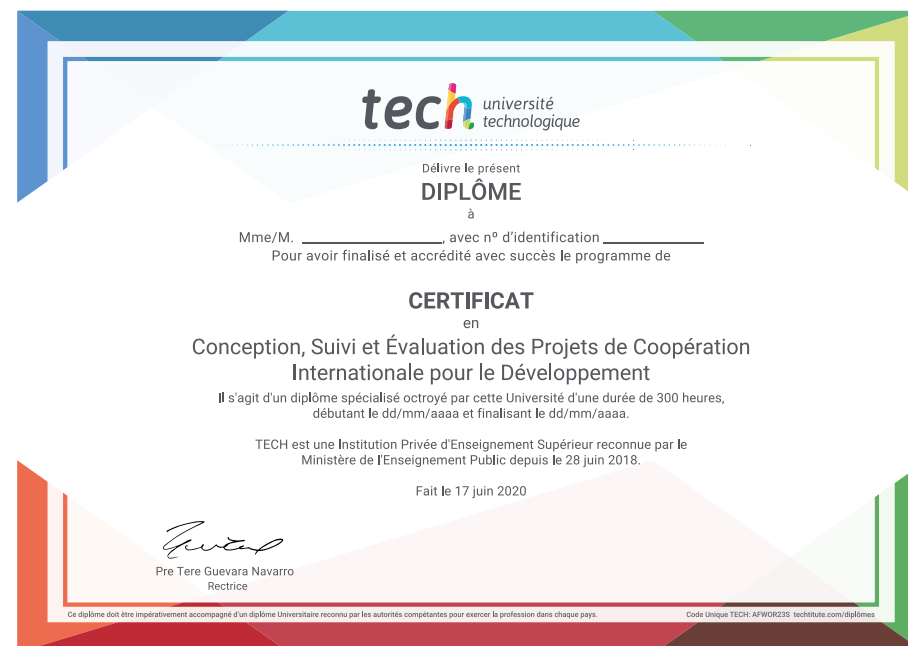 tech université
technologique
Délivre le présent
DIPLÔME
à
Mme/M. ____________________, avec nº d'identification ______________
Pour avoir finalisé et accrédité avec succès le programme de
CERTIFICAT
en
Conception, Suivi et Évaluation des Projets de Coopération
Internationale pour le Développement
Il s'agit d'un diplôme spécialisé octroyé par cette Université d'une durée de 300 heures,
débutant le dd/mm/aaaa et finalisant le dd/mm/aaaa.
TECH est une Institution Privée d'Enseignement Supérieur reconnue par le
Ministère de l'Enseignement Public depuis le 28 juin 2018.
Fait le 17 juin 2020
Pre Tere Guevara Navarro
Rectrice
Ce diplôme doit être impérativement accompagné d'un diplôme Universitaire reconnu par les autorités compétentes pour exercer la profession dans chaque pays. Code Unique TECH: AFWOR23S techtitute.com/diplômes